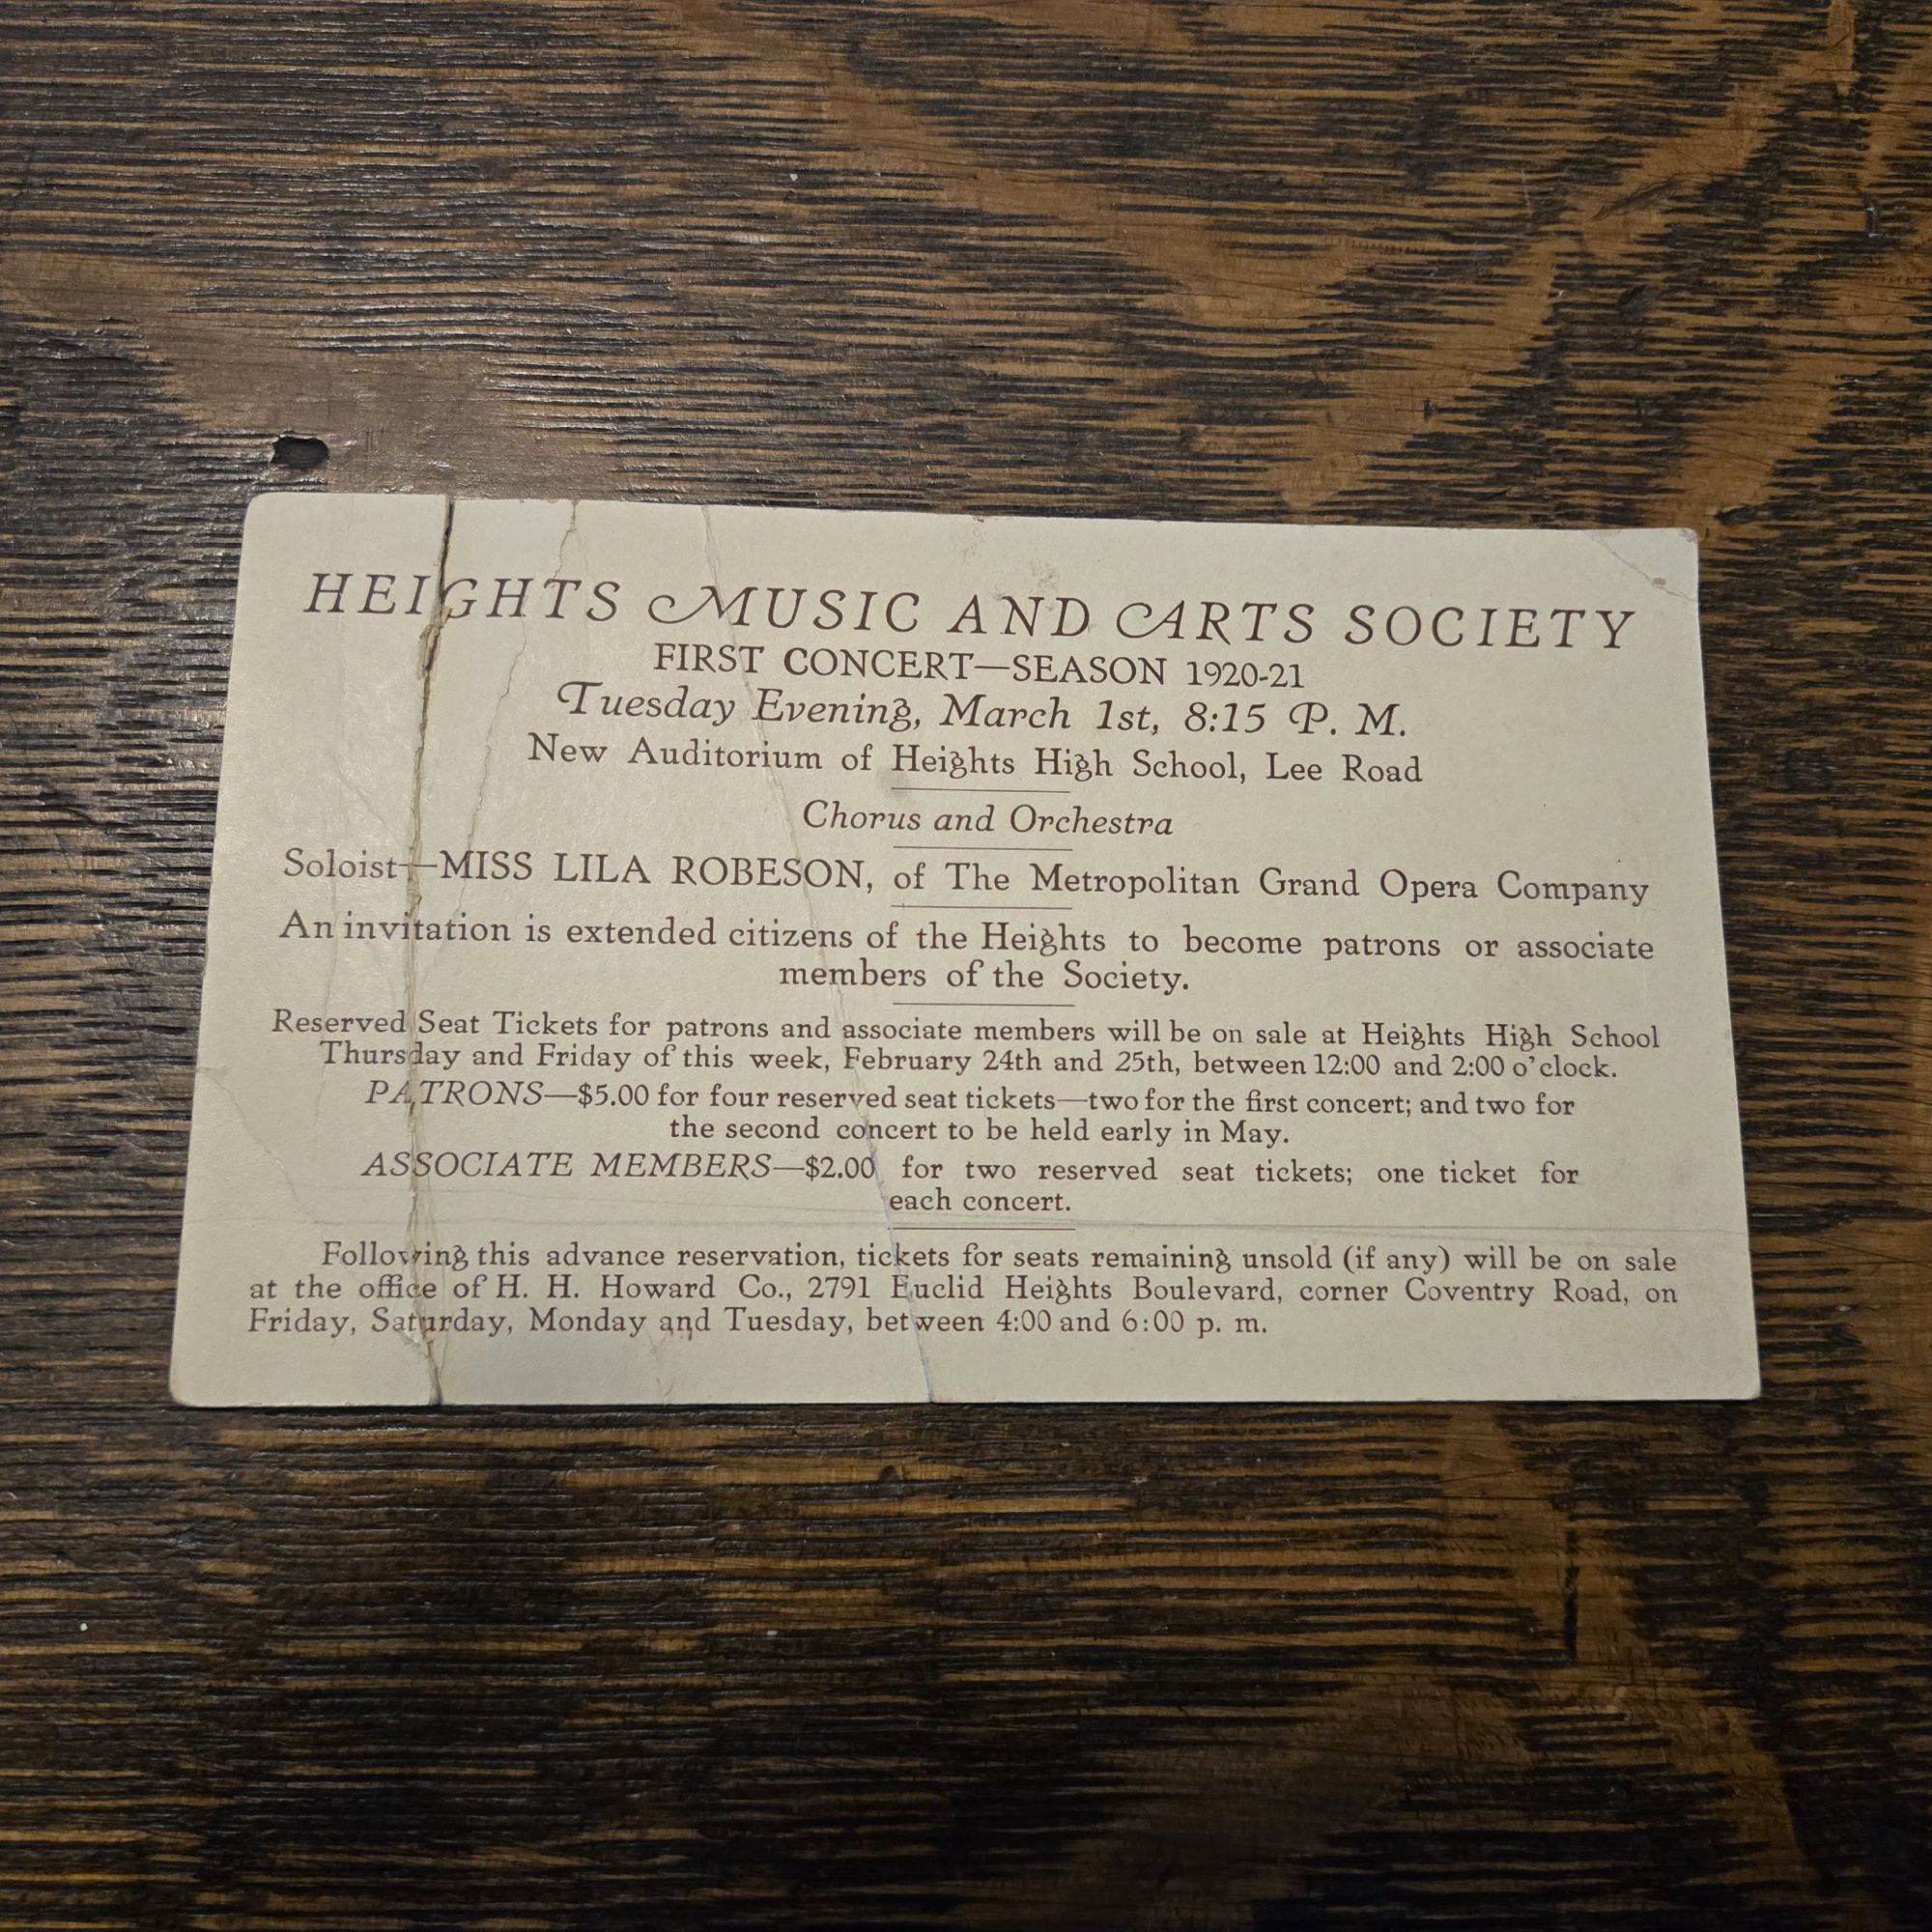 HEIGHTS MUSIC AND ARTS SOCIETY
FIRST CONCERT—SEASON 1920-21
Tuesday Evening, March 1st, 8:15 P. M.
New Auditorium of Heights High School, Lee Road
Chorus and Orchestra
Soloist—MISS LILA ROBESON, of The Metropolitan Grand Opera Company
An invitation is extended citizens of the Heights to become patrons or associate
members of the Society.
Reserved Seat Tickets for patrons and associate members will be on sale at Heights High School
Thursday and Friday of this week, February 24th and 25th, between 12:00 and 2:00 o'clock.
PATRONS—$5.00 for four reserved seat tickets—two for the first concert; and two for
the second concert to be held early in May.
ASSOCIATE MEMBERS—$2.00 for two reserved seat tickets; one ticket for
each concert.
Following this advance reservation, tickets for seats remaining unsold (if any) will be on sale
at the office of H. H. Howard Co., 2791 Euclid Heights Boulevard, corner Coventry Road, on
Friday, Saturday, Monday and Tuesday, between 4:00 and 6:00 p. m.